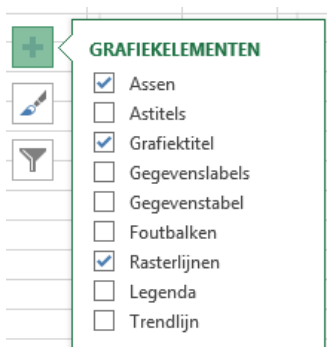 GRAFIEKELEMENTEN
Assen
Astitels
Grafiektitel
Gegevenslabels
Gegevenstabel
Foutbalken
Rasterlijnen
Legenda
Trendlijn